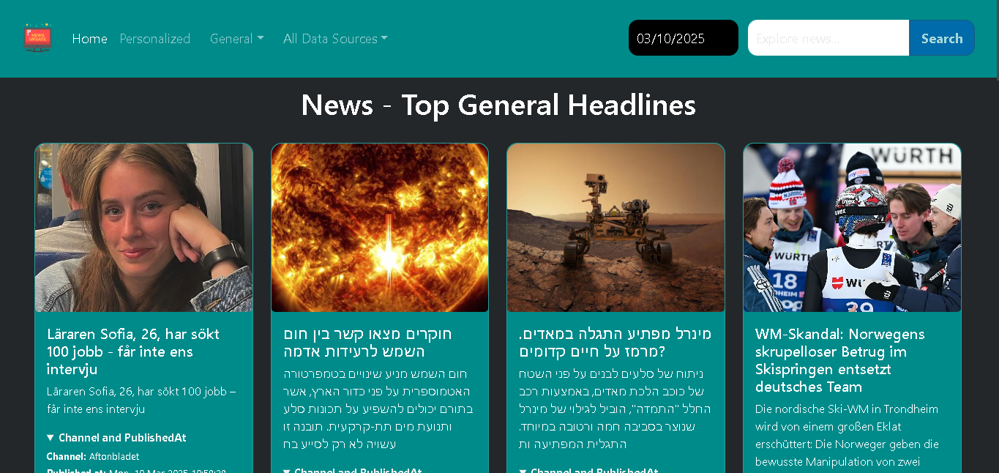 NEWS
UPDATE
Home Personalized General All Data Sources 03/10/2025 Explore news... Search
News - Top General Headlines
WÜRTH
uvex
WÜRTH
18
29
Läraren Sofia, 26, har sökt
100 jobb - får inte ens
intervju
Läraren Sofia, 26, har sökt 100 jobb –
får inte ens intervju
Channel and PublishedAt
Channel: Aftonbladet
Published at: Mon, 10 Mar 2025 10:59:29
חוקרים מצאו קשר בין חום
השמש לרעידות אדמה
חום השמש מניע שינויים בטמפרטורה
האטמוספרית על פני כדור הארץ, אשר
בתורם יכולים להשפיע על תכונות סלע
ותנועת מים תת-קרקעית. תובנה זו
עשויה לא רק לסייע בח
Channel and PublishedAt
מינרל מפתיע התגלה במאדים.
מרמז על חיים קדומים?
ניתוח של סלעים לבנים על פני השטח
של כוכב הלכת מאדים, באמצעות רכב
החלל "התמדה", הוביל לגילוי של מינרל
שנוצר בסביבה חמה ורטובה במיוחד.
התגלית המפתיעה ות
Channel and PublishedAt
WM-Skandal: Norwegens
skrupelloser Betrug im
Skispringen entsetzt
deutsches Team
Die nordische Ski-WM in Trondheim
wird von einem großen Eklat
erschüttert: Die Norweger geben die
bewusste Manipulation von zwei